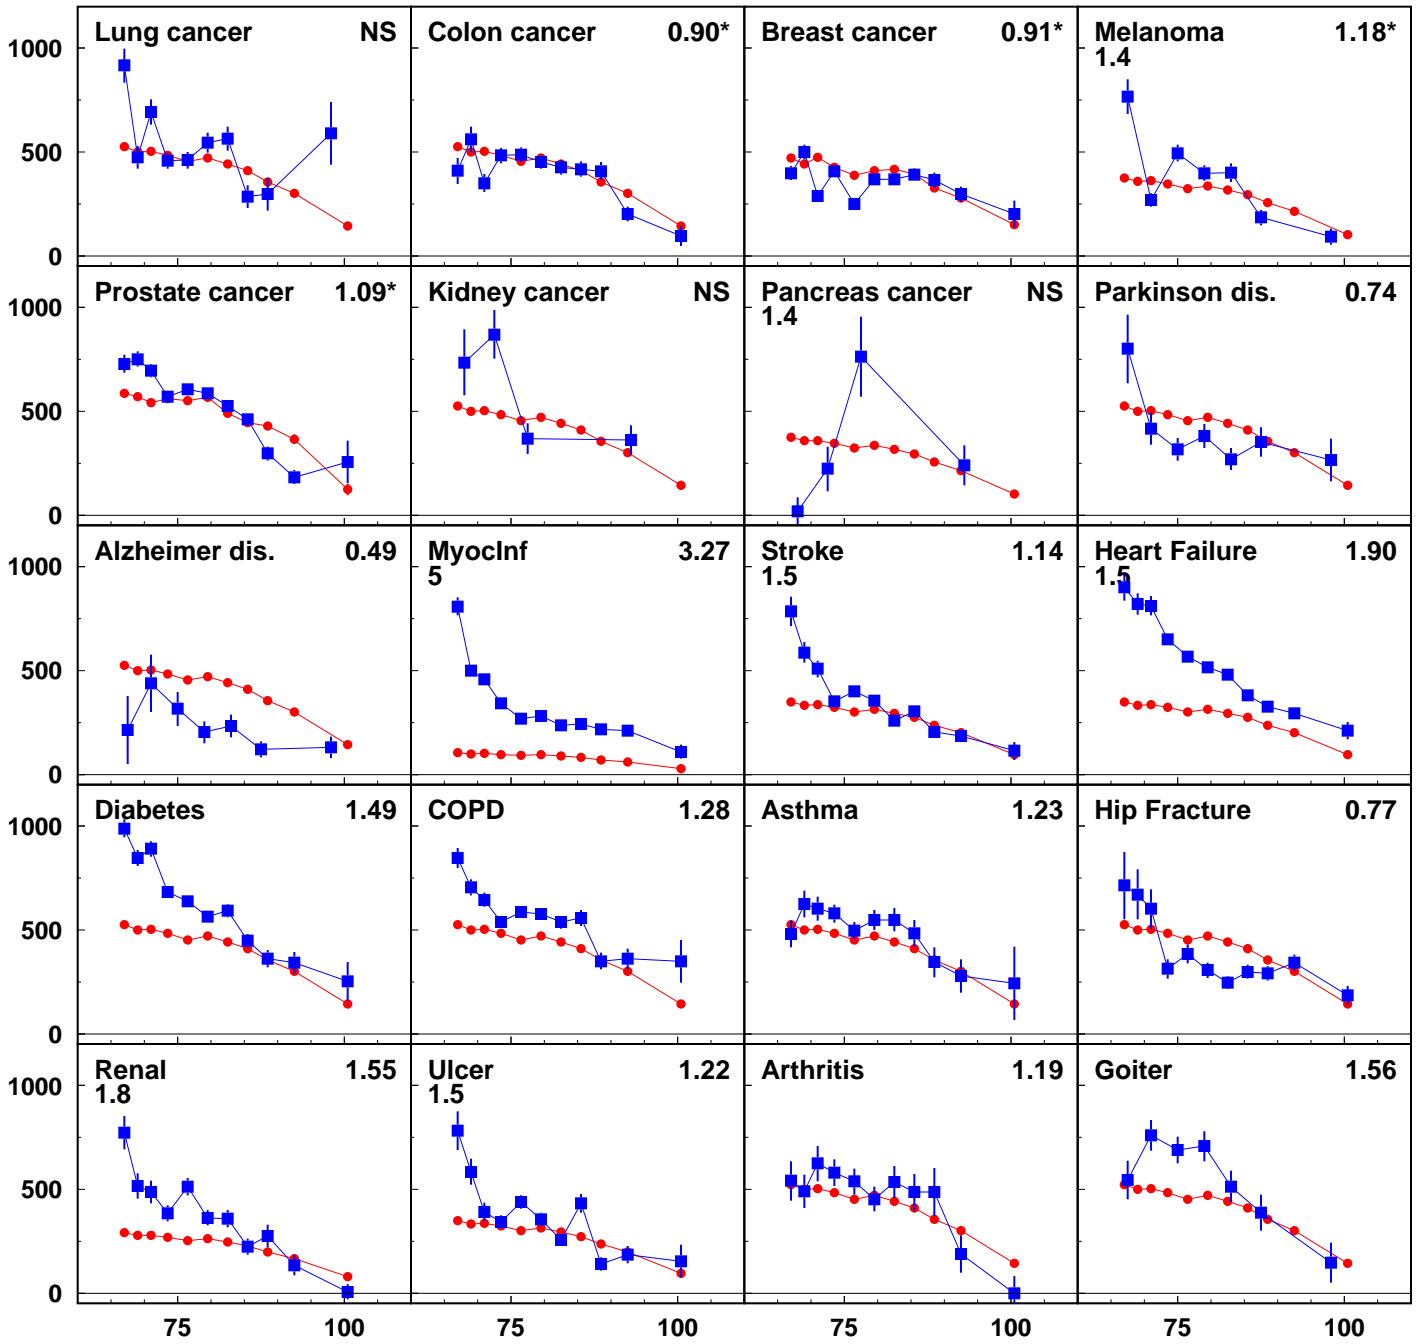 Lung cancer NS
Colon cancer 0.90*
Breast cancer 0.91*
Melanoma 1.18*
1.4
1000
500
0
Prostate cancer 1.09*
Kidney cancer NS
Pancreas cancer NS
1.4
Parkinson dis. 0.74
1000
500
0
Alzheimer dis. 0.49
MyocInf 3.27
5
Stroke 1.14
1.5
Heart Failure 1.90
1.5
1000
500
0
Diabetes 1.49
COPD 1.28
Asthma 1.23
Hip Fracture 0.77
1000
500
0
Renal 1.55
1.8
Ulcer 1.22
1.5
Arthritis 1.19
Goiter 1.56
1000
500
0
75 100 75 100 75 100 75 100